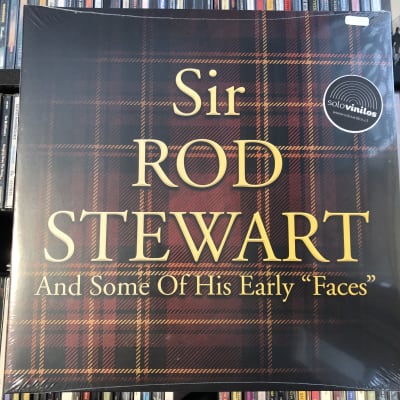 Sir
ROD
STEWART
And Some Of His Early “Faces”
solovinilos